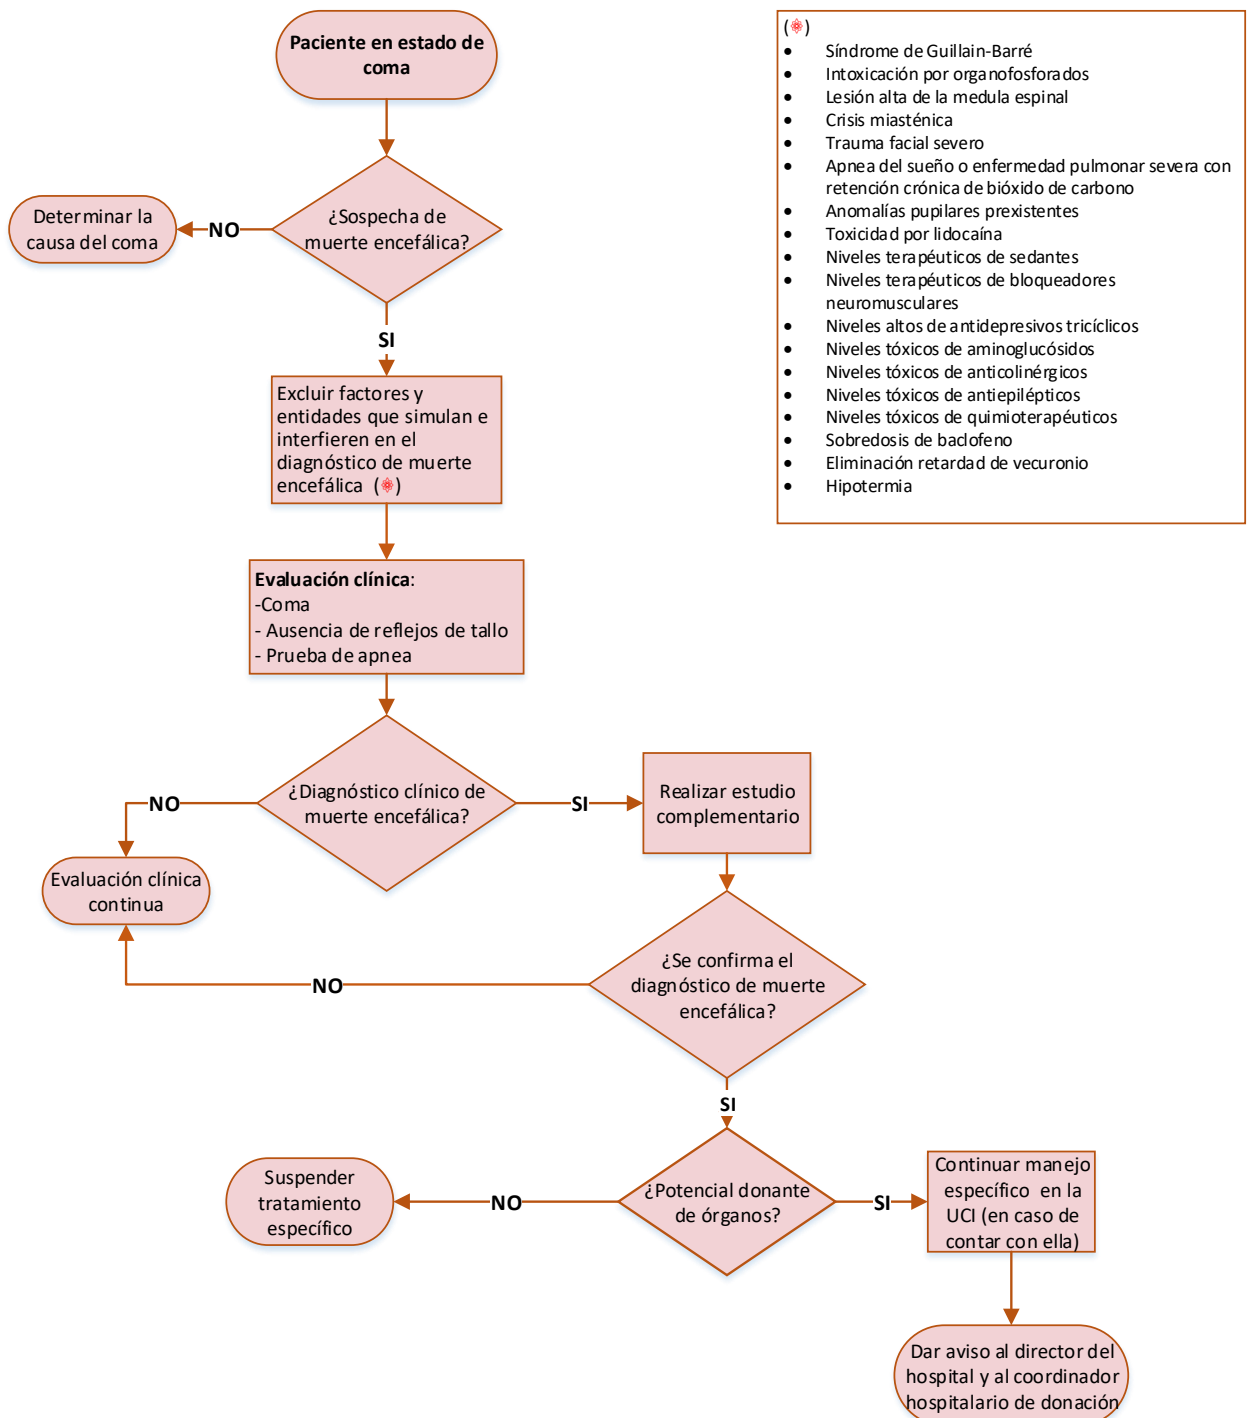 Paciente en estado de
coma
¿Sospecha de
muerte encefálica?
NO
Determinar la
causa del coma
SI
Excluir factores y
entidades que simulan e
interfieren en el
diagnóstico de muerte
encefálica (*)
Evaluación clínica:
-Coma
- Ausencia de reflejos de tallo
- Prueba de apnea
¿Diagnóstico clínico de
muerte encefálica?
NO
Evaluación clínica
continua
SI
Realizar estudio
complementario
¿Se confirma el
diagnóstico de muerte
encefálica?
NO
SI
¿Potencial donante
de órganos?
NO
Suspender
tratamiento
específico
SI
Continuar manejo
específico en la
UCI (en caso de
contar con ella)
Dar aviso al director del
hospital y al coordinador
hospitalario de donación
(*)
• Síndrome de Guillain-Barré
• Intoxicación por organofosforados
• Lesión alta de la medula espinal
• Crisis miasténica
• Trauma facial severo
• Apnea del sueño o enfermedad pulmonar severa con
retención crónica de bióxido de carbono
• Anomalías pupilares prexistentes
• Toxicidad por lidocaína
• Niveles terapéuticos de sedantes
• Niveles terapéuticos de bloqueadores
neuromusculares
• Niveles altos de antidepresivos tricíclicos
• Niveles tóxicos de aminoglucósidos
• Niveles tóxicos de anticolinérgicos
• Niveles tóxicos de antiepilépticos
• Niveles tóxicos de quimioterapéuticos
• Sobredosis de baclofeno
• Eliminación retardad de vecuronio
• Hipotermia